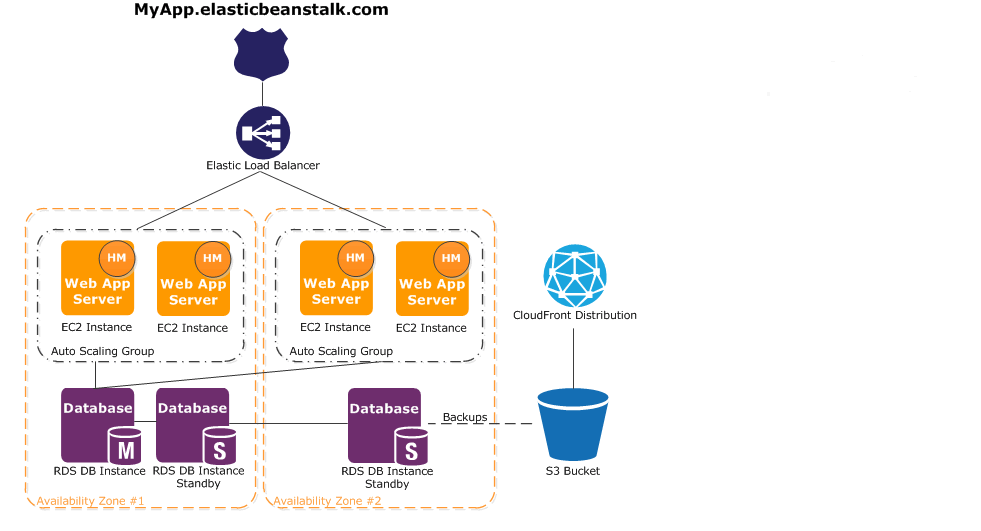 MyApp.elasticbeanstalk.com
Elastic Load Balancer
HM
HM
HM
HM
Web App
Server
Web App
Server
Web App
Server
Web App
Server
EC2 Instance
EC2 Instance
EC2 Instance
EC2 Instance
CloudFront Distribution
Auto Scaling Group
Auto Scaling Group
Database
Database
Database
Backups
M
S
S
RDS DB Instance
RDS DB Instance
Standby
RDS DB Instance
Standby
S3 Bucket
Availability Zone #1
Availability Zone #2